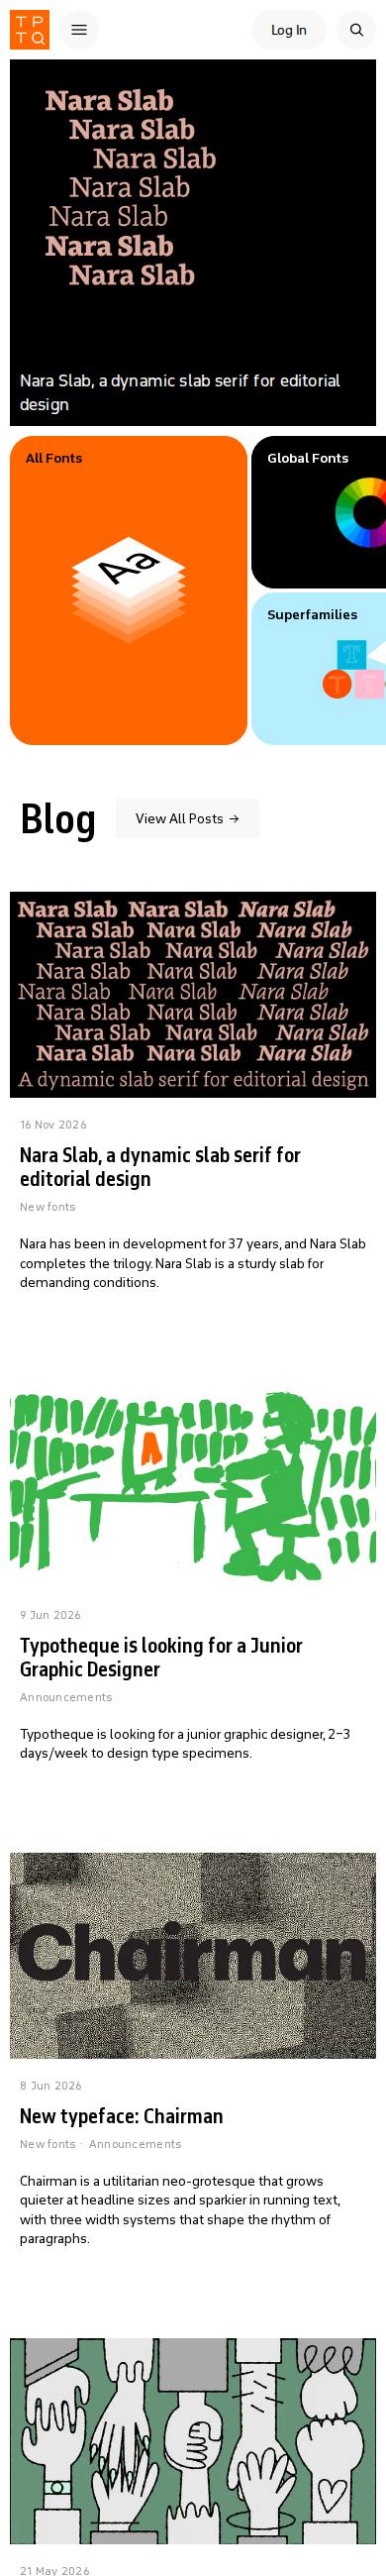 TP
TQ
Log In
Nara Slab
Nara Slab
Nara Slab
Nara Slab
Nara Slab
Nara Slab
Nara Slab
Nara Slab, a dynamic slab serif for editorial
design
All Fonts
Aa
Global Fonts
Superfamilies
T
T T
Blog
View All Posts →
Nara Slab Nara Slab Nara Slab
Nara Slab Nara Slab Nara Slab
Nara Slab Nara Slab Nara Slab
Nara Slab Nara Slab Nara Slab
Nara Slab Nara Slab Nara Slab
Nara Slab Nara Slab Nara Slab
Nara Slab Nara Slab Nara Slab
Nara Slab Nara Slab Nara Slab
A dynamic slab serif for editorial design
16 Nov 2026
Nara Slab, a dynamic slab serif for
editorial design
New fonts
Nara has been in development for 37 years, and Nara Slab
completes the trilogy. Nara Slab is a sturdy slab for
demanding conditions.
A
9 Jun 2026
Typotheque is looking for a Junior
Graphic Designer
Announcements
Typotheque is looking for a junior graphic designer, 2–3
days/week to design type specimens.
Chairman
8 Jun 2026
New typeface: Chairman
New fonts · Announcements
Chairman is a utilitarian neo-grotesque that grows
quieter at headline sizes and sparkier in running text,
with three width systems that shape the rhythm of
paragraphs.
21 May 2026